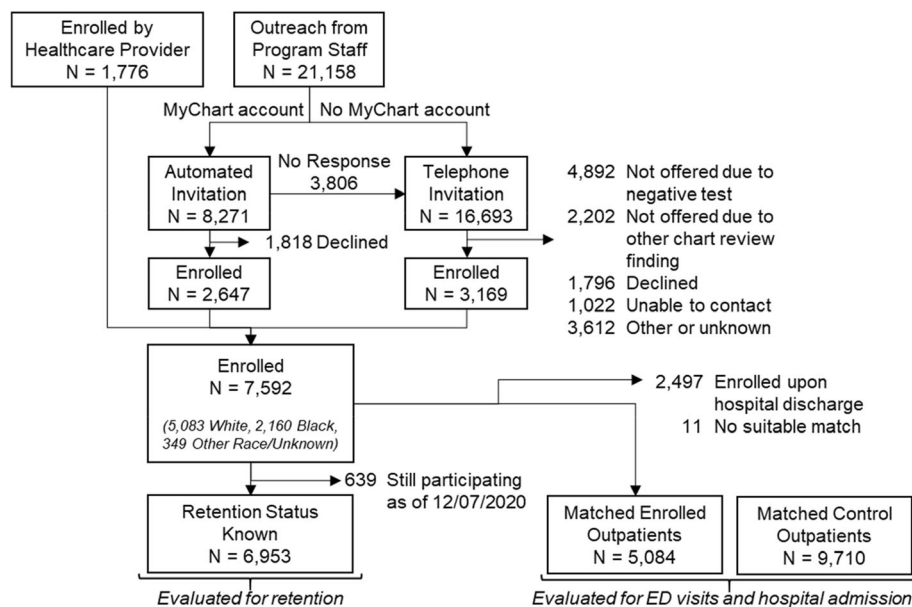 Enrolled by
Healthcare Provider
N = 1,776
Outreach from
Program Staff
N = 21,158
MyChart account
No MyChart account
Automated
Invitation
N = 8,271
No Response
3,806
Telephone
Invitation
N = 16,693
4,892 Not offered due to
negative test
2,202 Not offered due to
other chart review
finding
1,796 Declined
1,022 Unable to contact
3,612 Other or unknown
1,818 Declined
Enrolled
N = 2,647
Enrolled
N = 3,169
Enrolled
N = 7,592
(5,083 White, 2,160 Black,
349 Other Race/Unknown)
2,497 Enrolled upon
hospital discharge
11 No suitable match
639 Still participating
as of 12/07/2020
Retention Status
Known
N = 6,953
Matched Enrolled
Outpatients
N = 5,084
Matched Control
Outpatients
N = 9,710
Evaluated for retention
Evaluated for ED visits and hospital admission